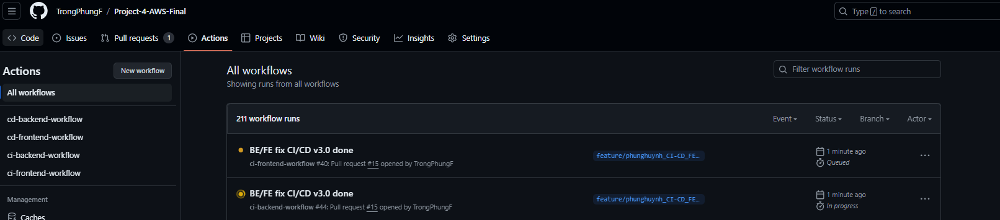 TrongPhungF / Project-4-AWS-Final
Type / to search
Code
Issues
Pull requests 1
Actions
Projects
Wiki
Security
Insights
Settings
Actions
New workflow
All workflows
cd-backend-workflow
cd-frontend-workflow
ci-backend-workflow
ci-frontend-workflow
Management
Caches
All workflows
Showing runs from all workflows
Filter workflow runs
211 workflow runs
Event
Status
Branch
Actor
BE/FE fix CI/CD v3.0 done
ci-frontend-workflow #40: Pull request #15 opened by TrongPhungF
feature/phunghuynh_CI-CD_FE…
1 minute ago
Queued
BE/FE fix CI/CD v3.0 done
ci-backend-workflow #44: Pull request #15 opened by TrongPhungF
feature/phunghuynh_CI-CD_FE…
1 minute ago
In progress